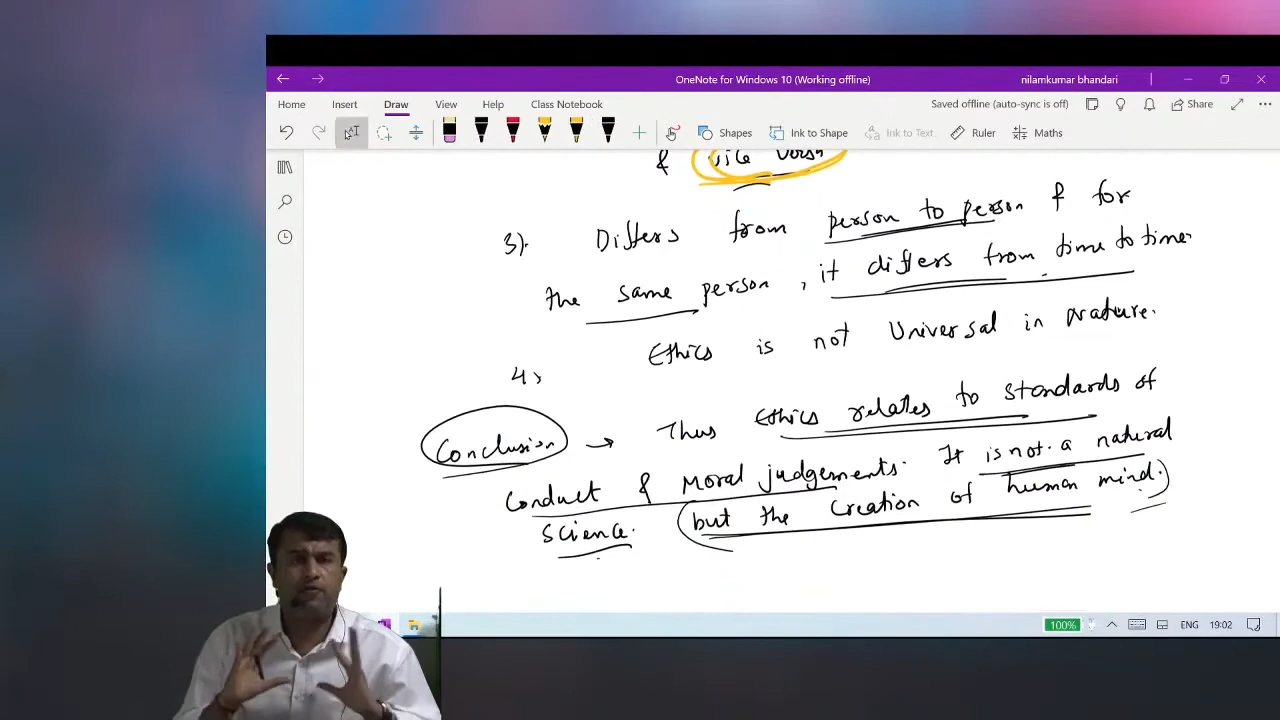 OneNote for Windows 10 (Working offline)
nilamkumar bhandari
Home Insert Draw View Help Class Notebook
Saved offline (auto-sync is off)
Share
Shapes Ink to Shape Ink to Text Ruler Maths
& vice versa
3). Differs from person to person & for
the same person, it differs from time to time.
4, Ethics is not Universal in Nature.
Conclusion → Thus Ethics relates to standards of
conduct & Moral judgements. It is not a natural
science. (but the creation of human mind.)
100%
ENG
19:02